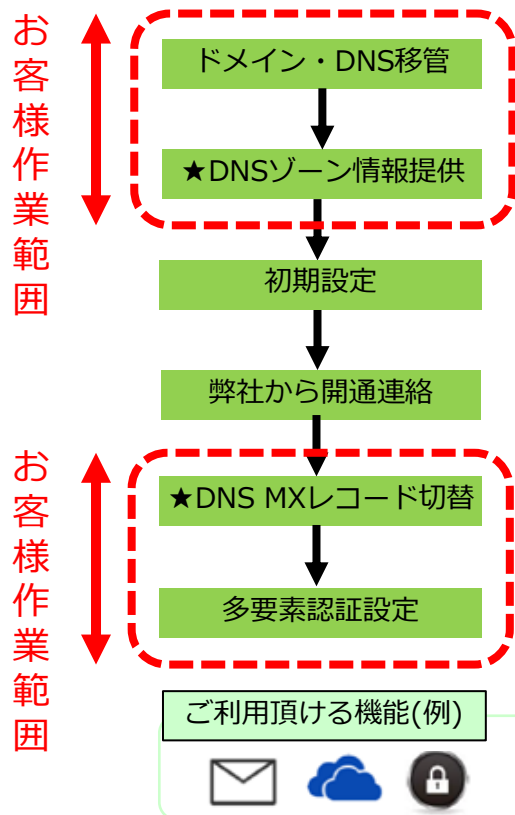 お客様作業範囲
ドメイン・DNS移管
★DNSゾーン情報提供
初期設定
弊社から開通連絡
お客様作業範囲
★DNS MXレコード切替
多要素認証設定
ご利用頂ける機能(例)